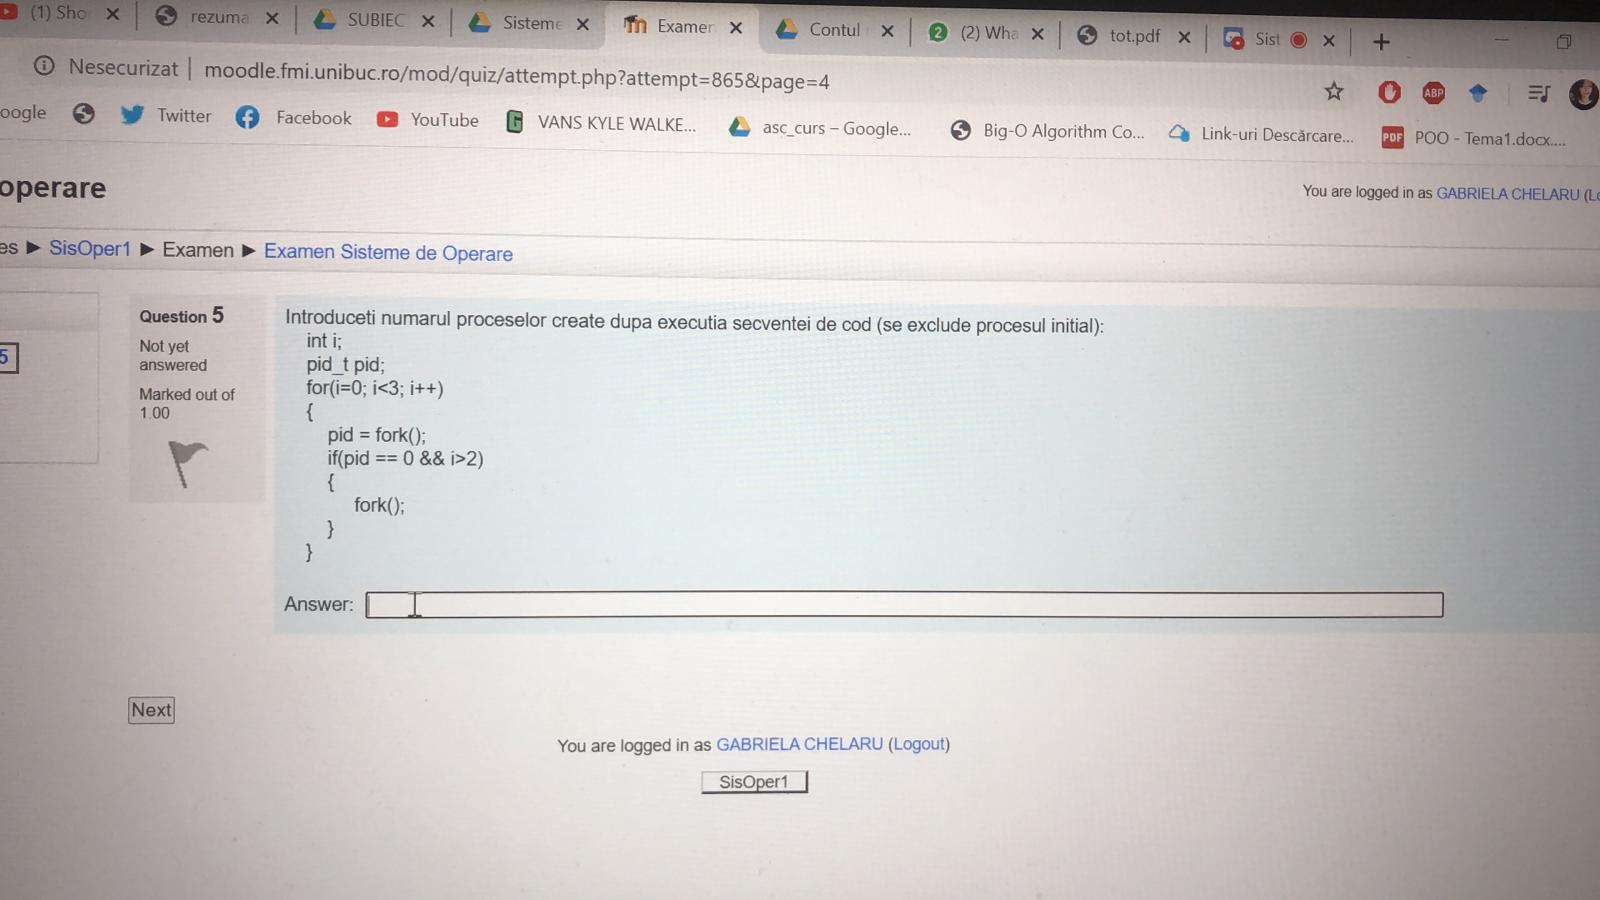 (1) Sho
rezuma
SUBIEC
Sisteme
Examen
Contul
2
(2) Wha
tot.pdf
Sist
Nesecurizat
moodle.fmi.unibuc.ro/mod/quiz/attempt.php?attempt=865&page=4
ABP
oogle
Twitter
Facebook
YouTube
VANS KYLE WALKE...
asc_curs – Google...
Big-O Algorithm Co...
Link-uri Descărcare...
PDF
POO - Tema1.docx....
operare
You are logged in as GABRIELA CHELARU (Lo
es ► SisOper1 ► Examen ► Examen Sisteme de Operare
5
Question 5
Not yet
answered
Marked out of
1.00
Introduceti numarul proceselor create dupa executia secventei de cod (se exclude procesul initial):
int i;
pid_t pid;
for(i=0; i<3; i++)
{
pid = fork();
if(pid == 0 && i>2)
{
fork();
}
}
Answer:
Next
You are logged in as GABRIELA CHELARU (Logout)
SisOper1